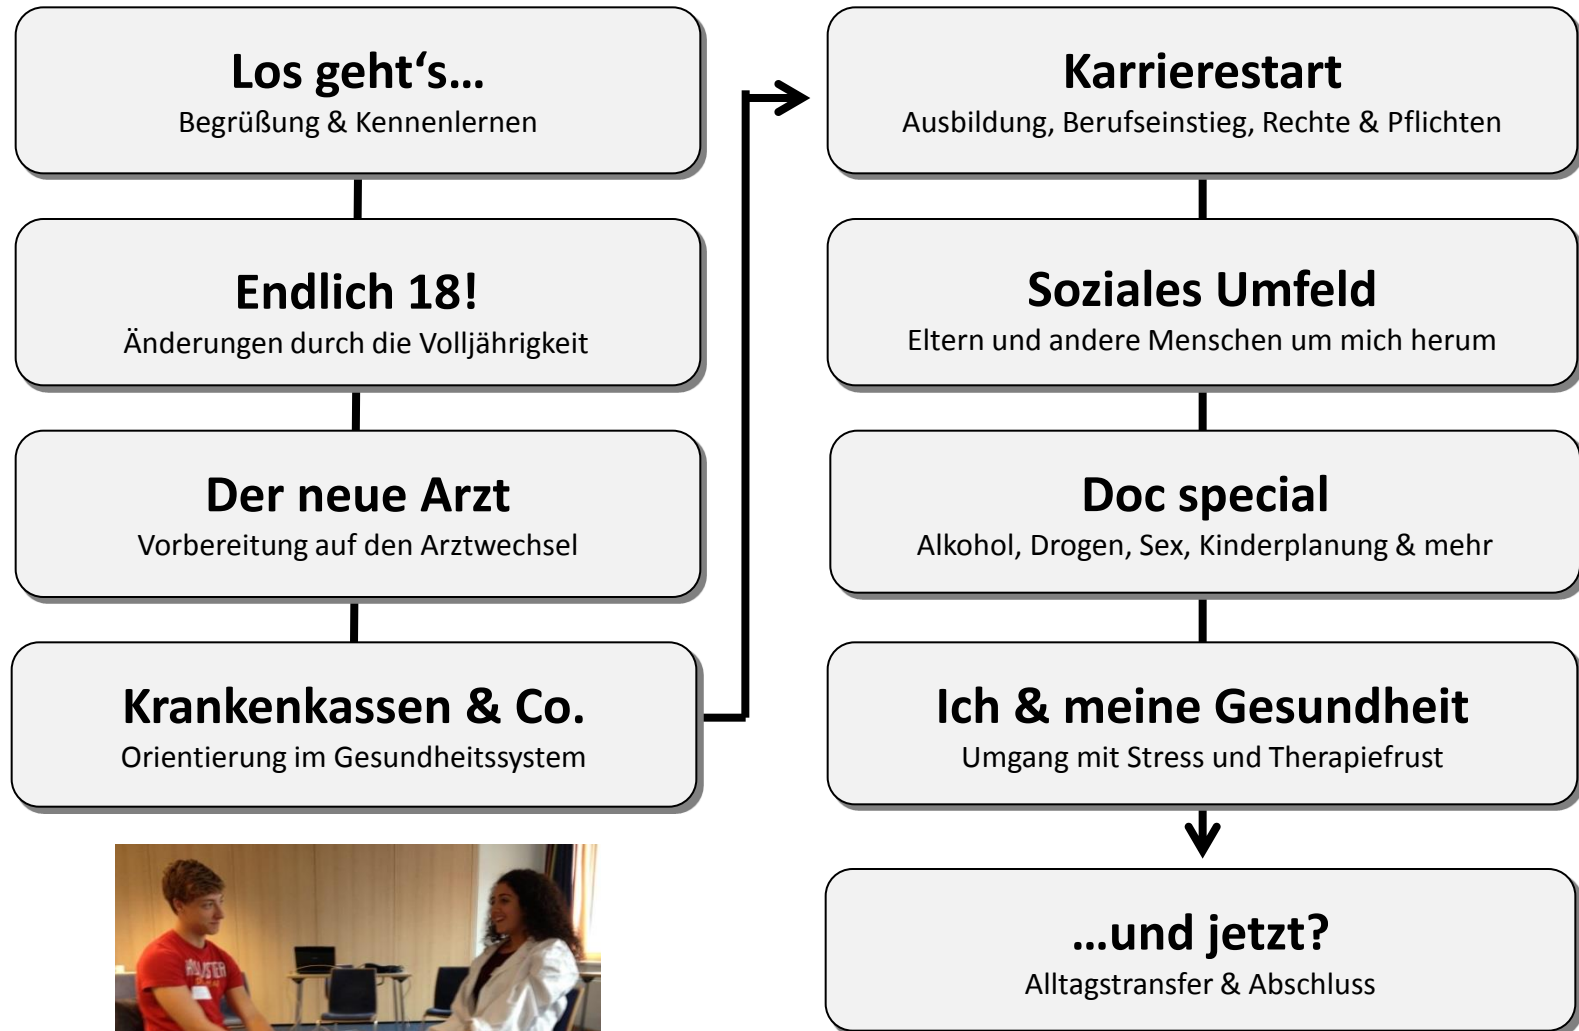 Los geht‘s…
Begrüßung & Kennenlernen
Endlich 18!
Änderungen durch die Volljährigkeit
Der neue Arzt
Vorbereitung auf den Arztwechsel
Krankenkassen & Co.
Orientierung im Gesundheitssystem
Karrierestart
Ausbildung, Berufseinstieg, Rechte & Pflichten
Soziales Umfeld
Eltern und andere Menschen um mich herum
Doc special
Alkohol, Drogen, Sex, Kinderplanung & mehr
Ich & meine Gesundheit
Umgang mit Stress und Therapiefrust
…und jetzt?
Alltagstransfer & Abschluss